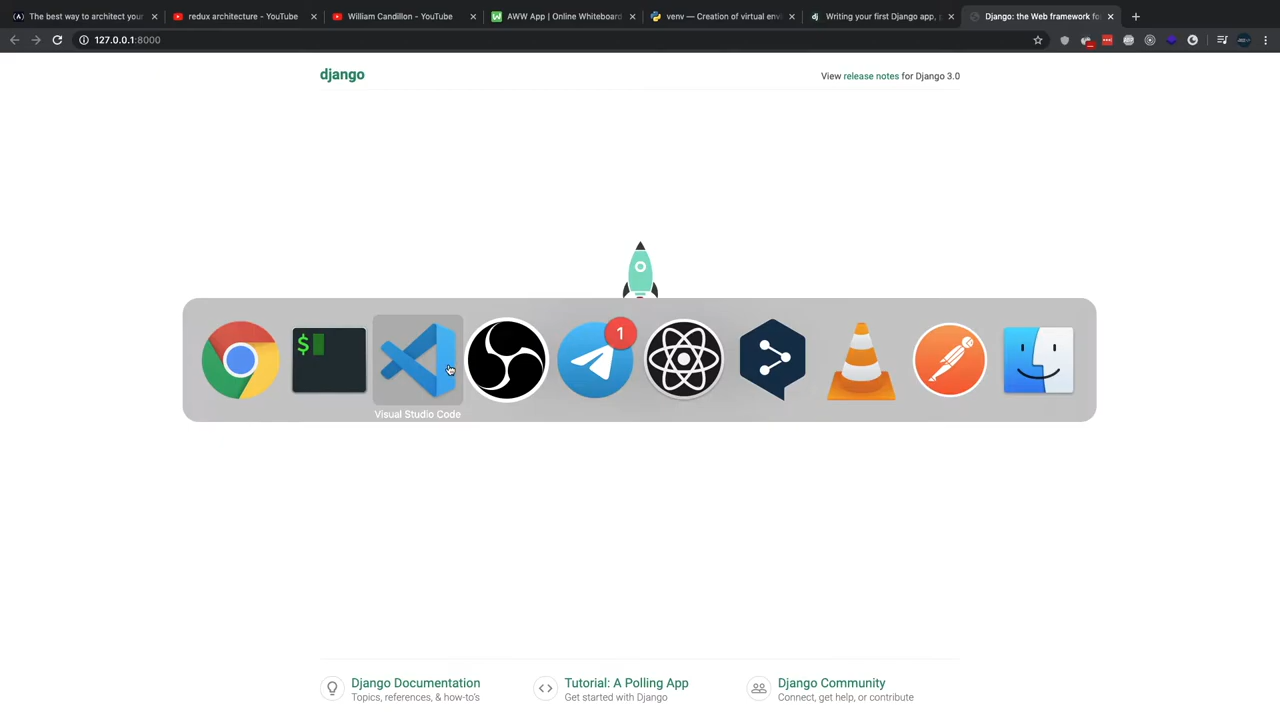 The best way to architect your
redux architecture - YouTube
William Candillon - YouTube
AWW App | Online Whiteboard
venv — Creation of virtual env
Writing your first Django app, p
Django: the Web framework fo
127.0.0.1:8000
django
View release notes for Django 3.0
$
1
Visual Studio Code
Django Documentation
Topics, references, & how-to's
Tutorial: A Polling App
Get started with Django
Django Community
Connect, get help, or contribute